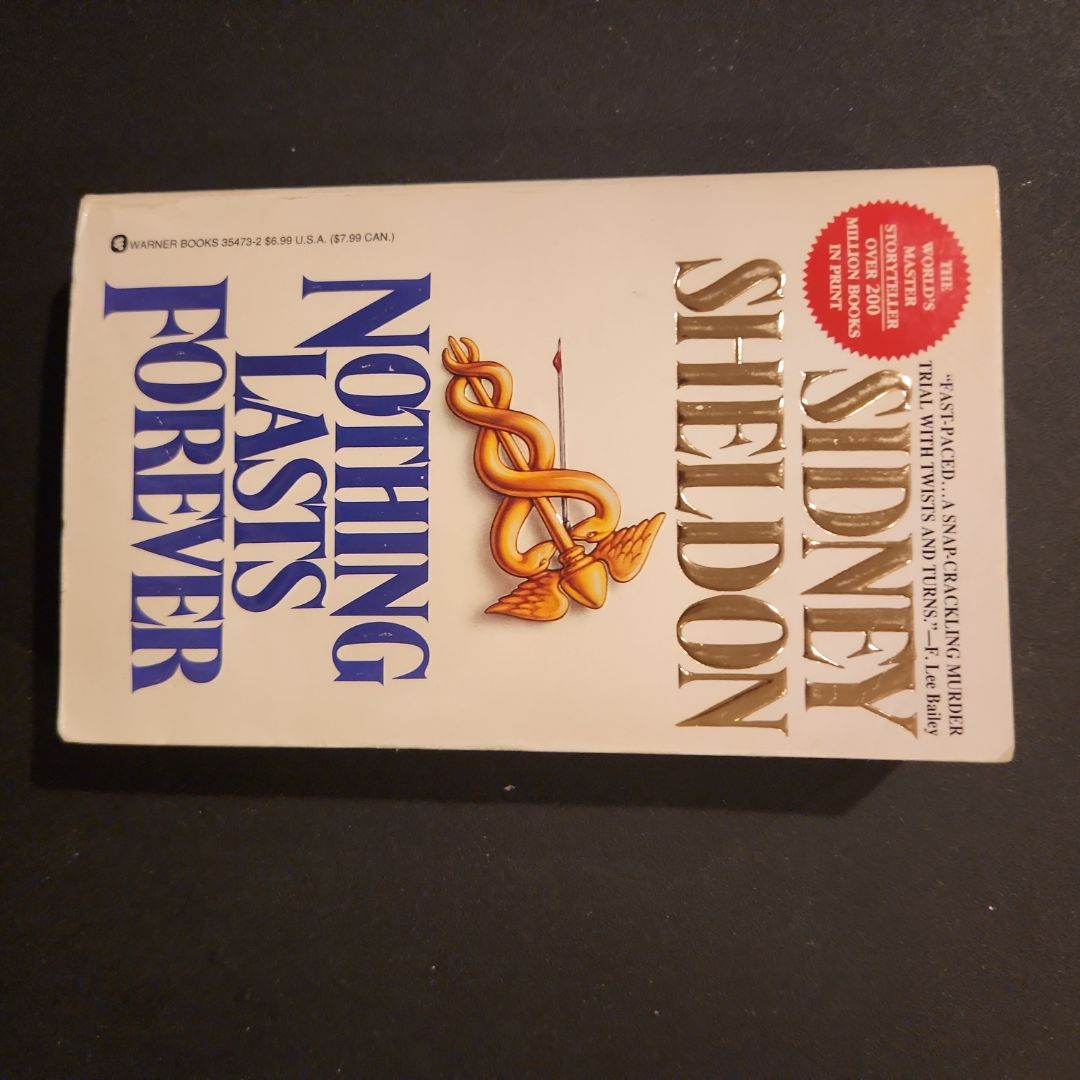 THE
WORLD'S
MASTER
STORYTELLER
OVER 200
MILLION BOOKS
IN PRINT
"FAST-PACED...A SNAP-CRACKLING MURDER
TRIAL WITH TWISTS AND TURNS."—F. Lee Bailey
SIDNEY
SHELDON
NOTHING
LASTS
FOREVER
WARNER BOOKS 35473-2 $6.99 U.S.A. ($7.99 CAN.)